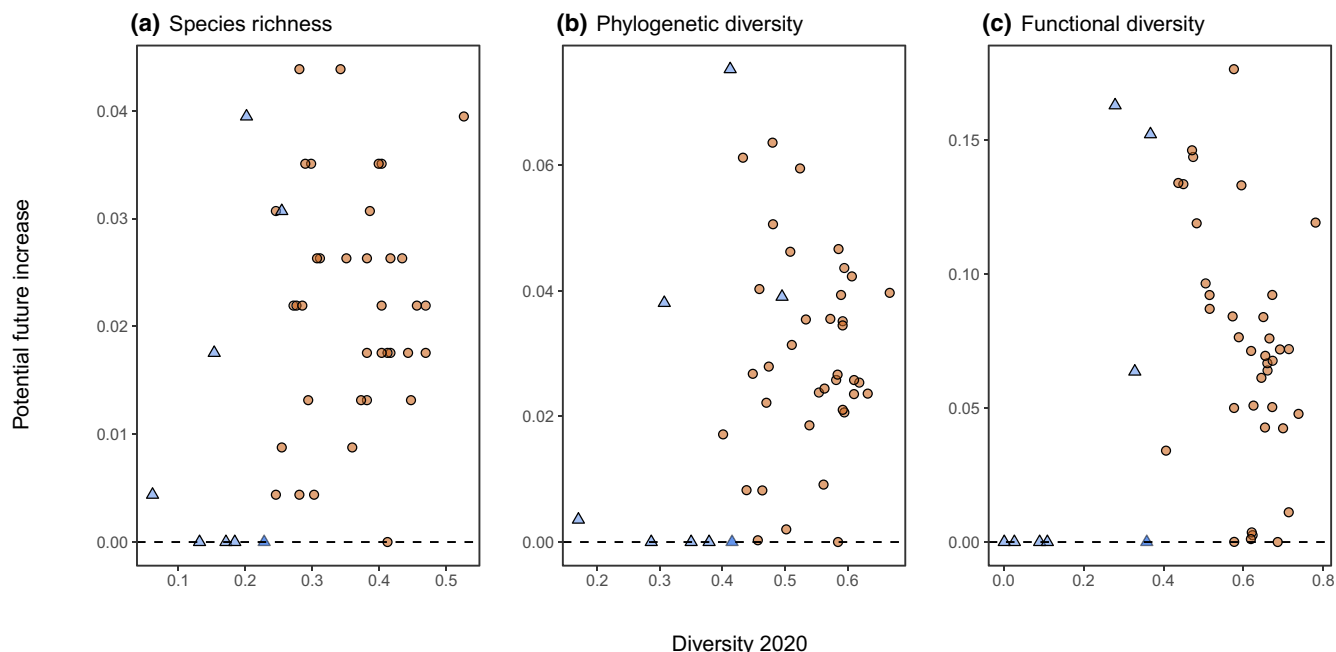 (a) Species richness
(b) Phylogenetic diversity
(c) Functional diversity
Potential future increase
0.04
0.03
0.02
0.01
0.00
0.1 0.2 0.3 0.4 0.5
0.06
0.04
0.02
0.00
0.2 0.3 0.4 0.5 0.6
0.15
0.10
0.05
0.00
0.0 0.2 0.4 0.6 0.8
Diversity 2020